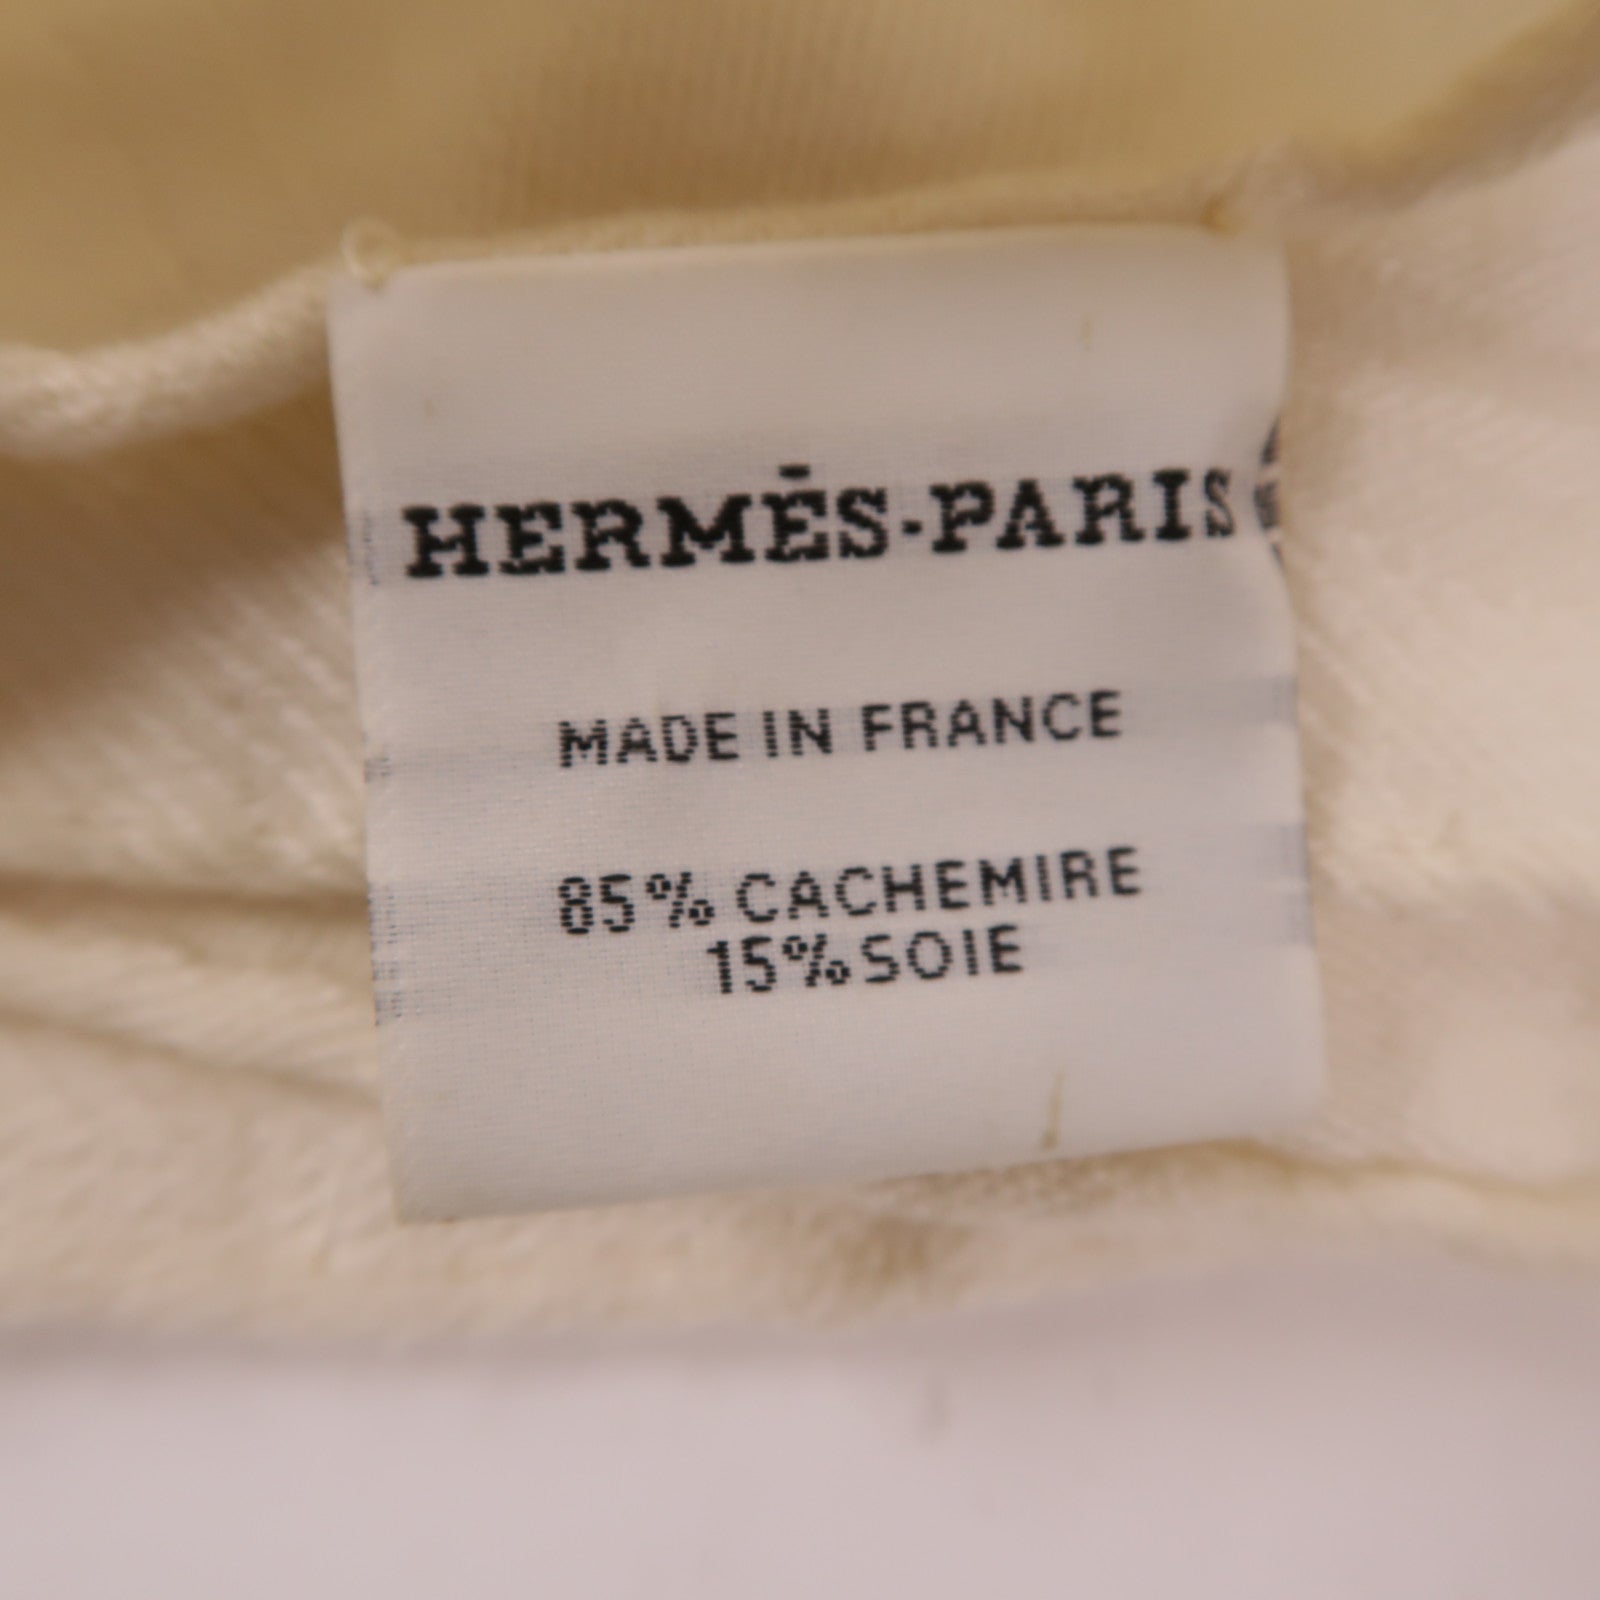 HERMÈS-PARIS
MADE IN FRANCE
85% CACHEMIRE
15% SOIE